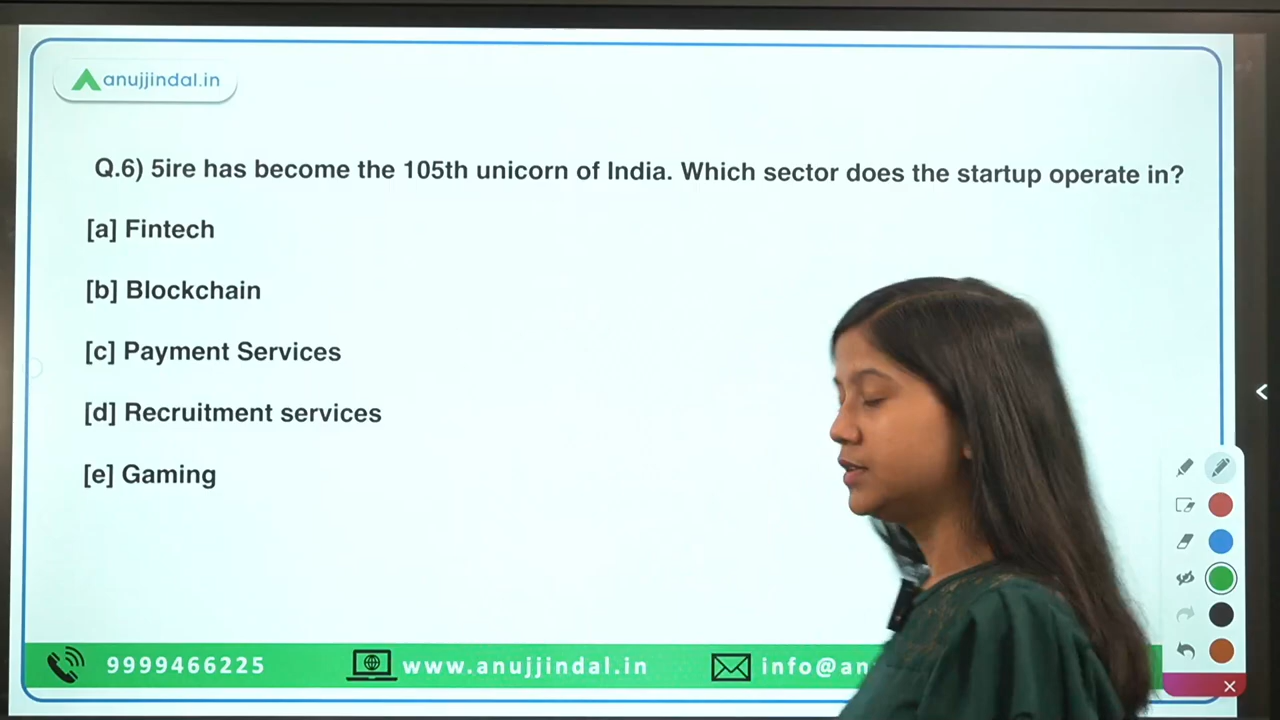 anujjindal.in
Q.6) 5ire has become the 105th unicorn of India. Which sector does the startup operate in?
[a] Fintech
[b] Blockchain
[c] Payment Services
[d] Recruitment services
[e] Gaming
9999466225 www.anujjindal.in info@an